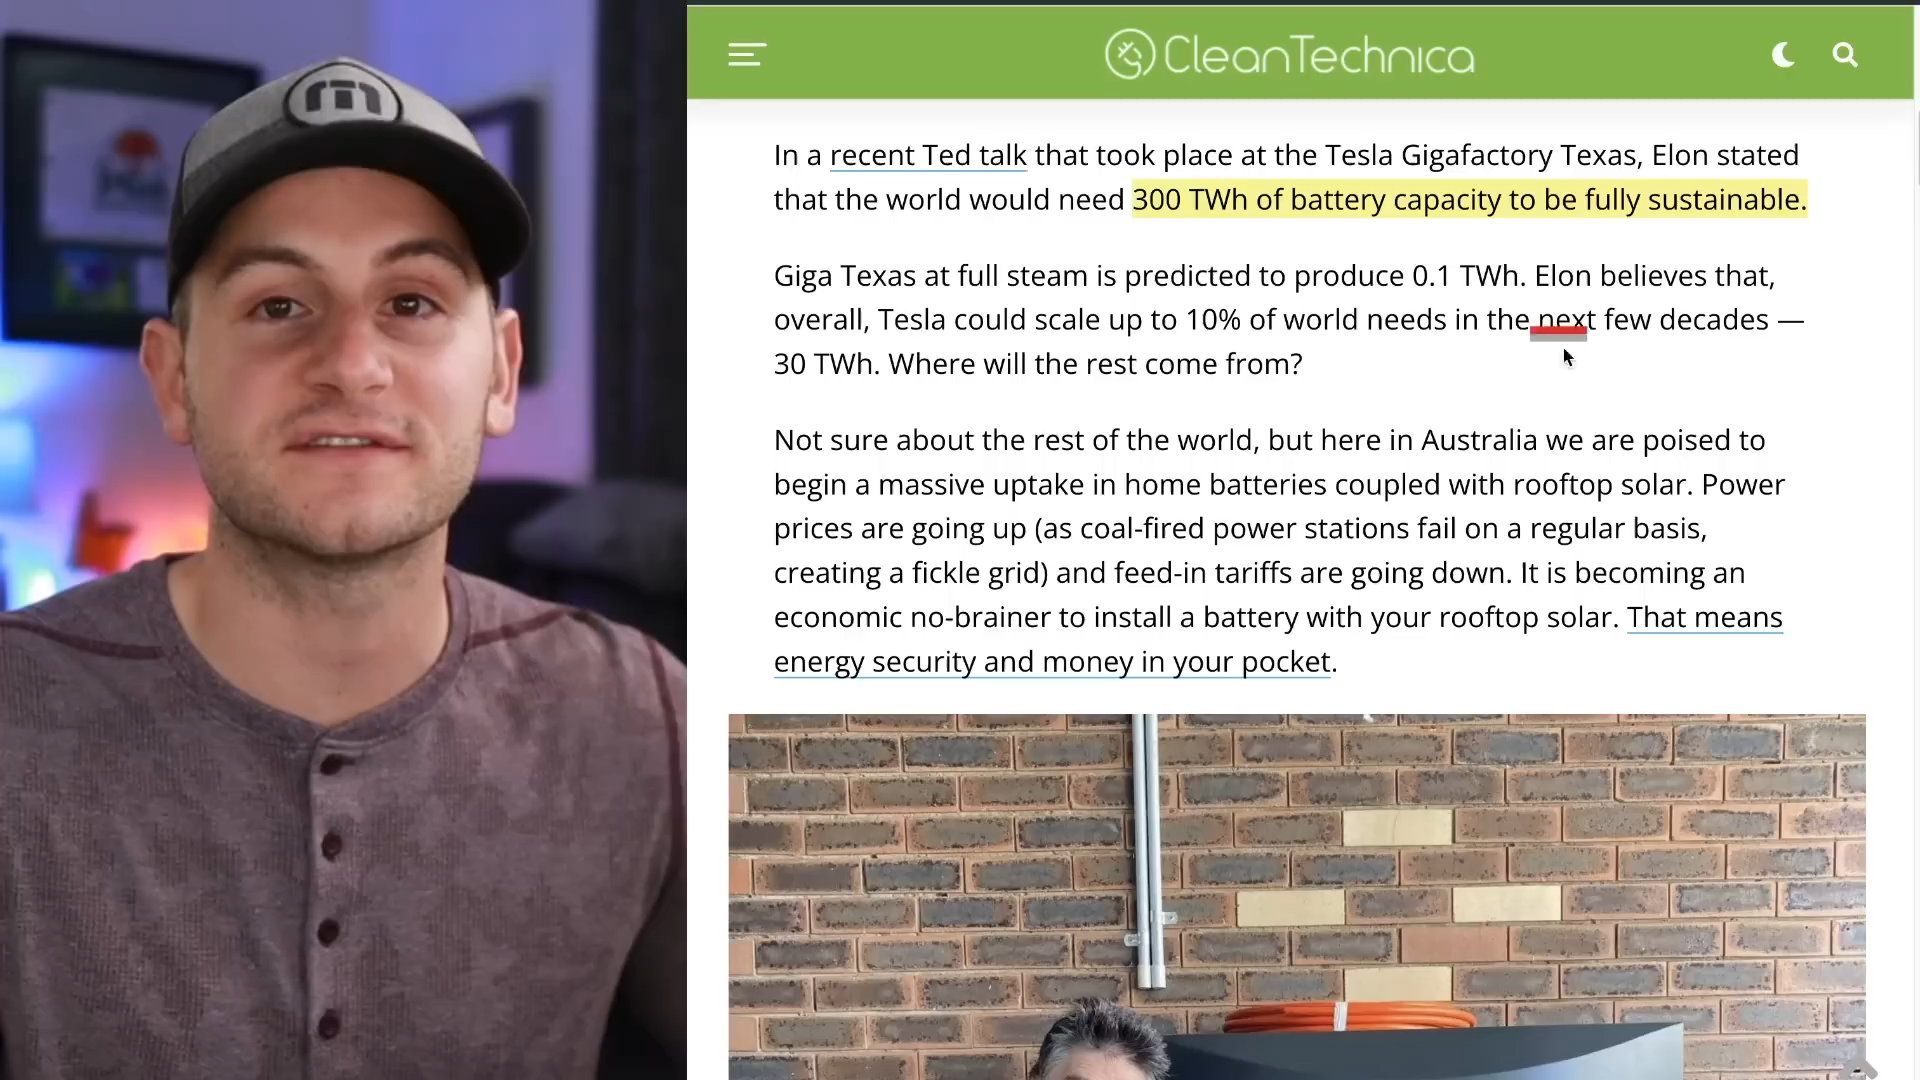 CleanTechnica
In a recent Ted talk that took place at the Tesla Gigafactory Texas, Elon stated
that the world would need 300 TWh of battery capacity to be fully sustainable.
Giga Texas at full steam is predicted to produce 0.1 TWh. Elon believes that,
overall, Tesla could scale up to 10% of world needs in the next few decades —
30 TWh. Where will the rest come from?
Not sure about the rest of the world, but here in Australia we are poised to
begin a massive uptake in home batteries coupled with rooftop solar. Power
prices are going up (as coal-fired power stations fail on a regular basis,
creating a fickle grid) and feed-in tariffs are going down. It is becoming an
economic no-brainer to install a battery with your rooftop solar. That means
energy security and money in your pocket.